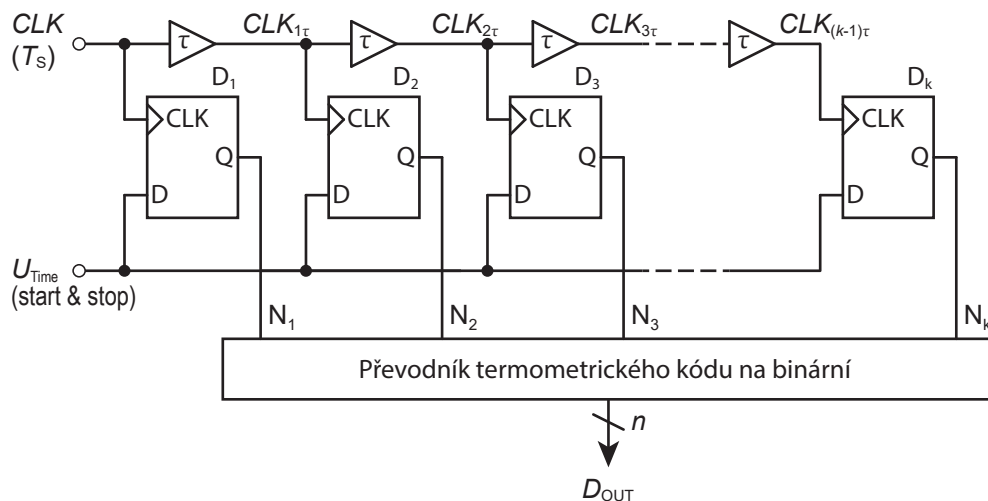 CLK CLK1τ CLK2τ CLK3τ CLK(k-1)τ
(TS) τ τ τ τ
D1 D2 D3 Dk
CLK CLK CLK CLK
Q Q Q Q
D D D D
UTime
(start & stop)
N1 N2 N3 Nk
Převodník termometrického kódu na binární
n
DOUT